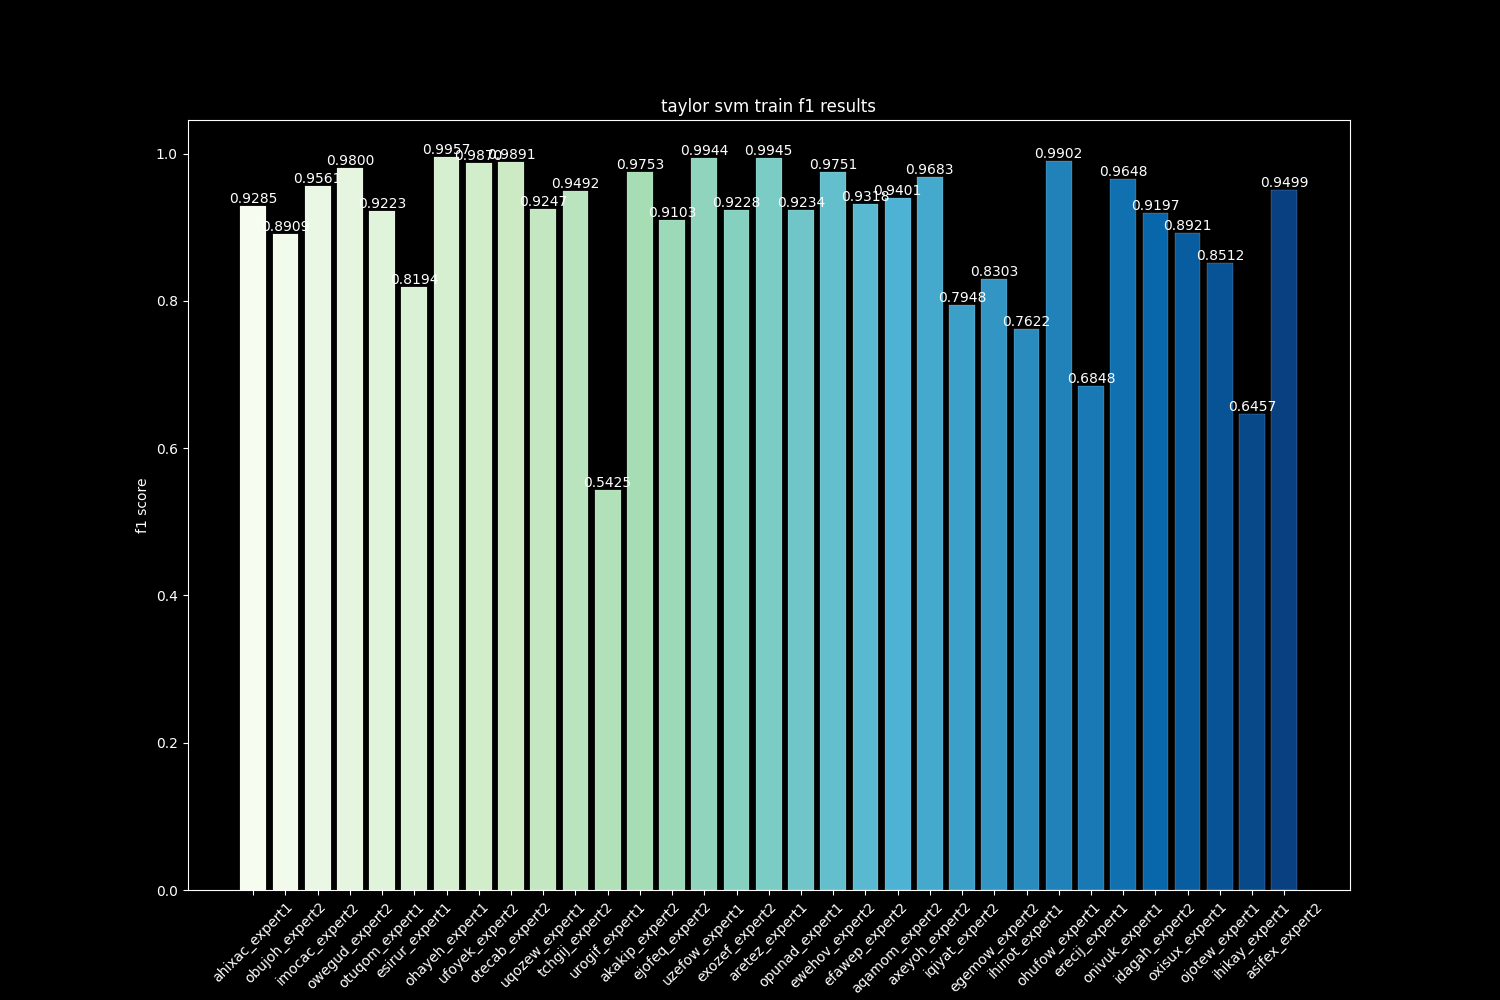 taylor svm train f1 results
f1 score
1.0
0.8
0.6
0.4
0.2
0.0
0.9285
0.8909
0.9561
0.9800
0.9223
0.8194
0.9957
0.9870
0.9891
0.9247
0.9492
0.5425
0.9753
0.9103
0.9944
0.9228
0.9945
0.9234
0.9751
0.9318
0.9401
0.9683
0.7948
0.8303
0.7622
0.9902
0.6848
0.9648
0.9197
0.8921
0.8512
0.6457
0.9499
ahixac_expert1
obujoh_expert2
imocac_expert2
owegud_expert2
otuqom_expert1
esirur_expert1
ohayeh_expert1
ufoyek_expert2
otecab_expert2
uqozew_expert1
tchgij_expert2
urogif_expert1
akakip_expert2
ejofeq_expert2
uzefow_expert1
exozef_expert2
aretez_expert1
opunad_expert1
ewehov_expert2
efawep_expert2
aqamom_expert2
axeyoh_expert2
iqiyat_expert2
egemow_expert2
ihinot_expert1
ohufow_expert1
erecij_expert1
onivuk_expert1
idagah_expert2
oxisux_expert1
ojotew_expert1
ihikay_expert1
asifex_expert2